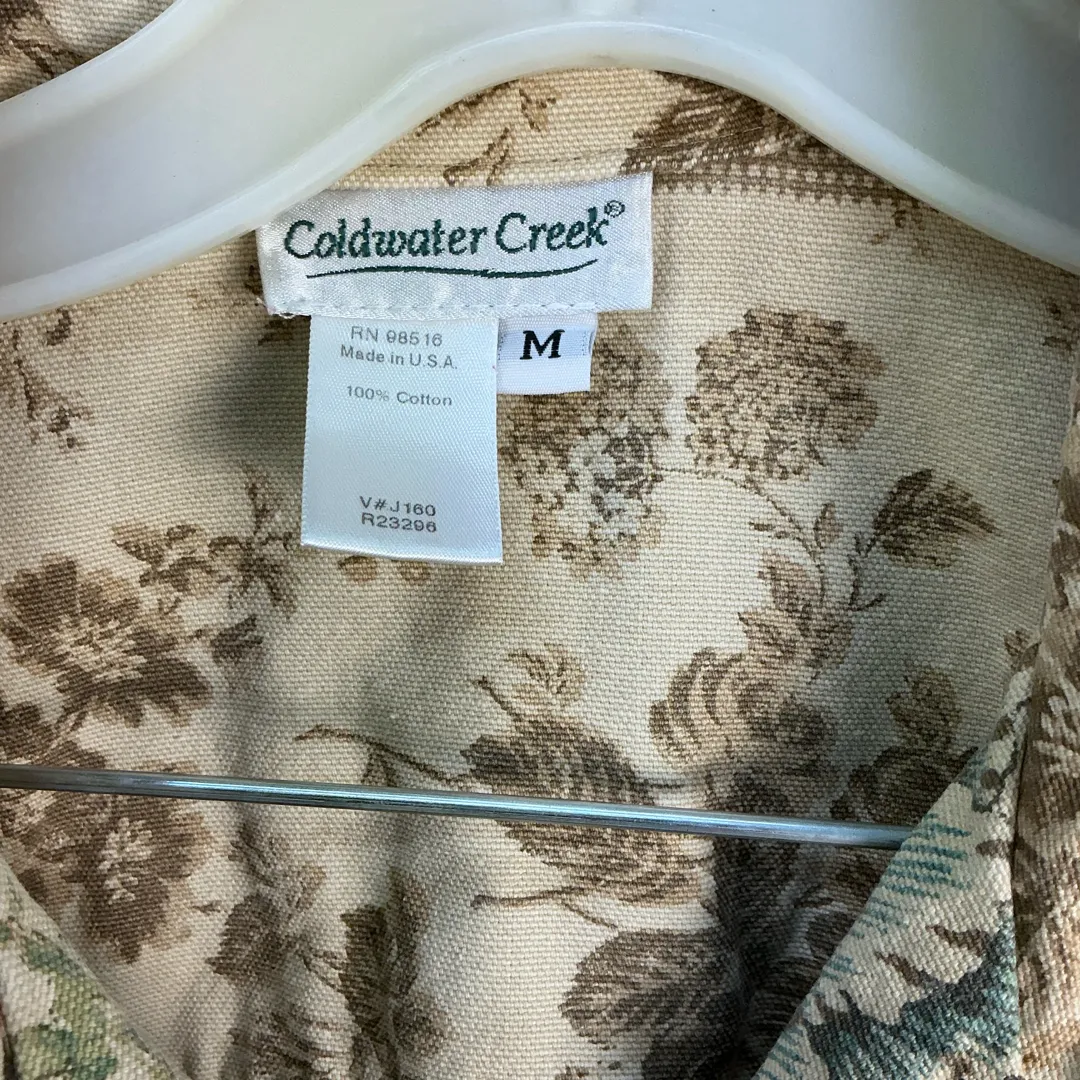 Coldwater Creek®
RN 98516
Made in U.S.A.
M
100% Cotton
V#J160
R23296